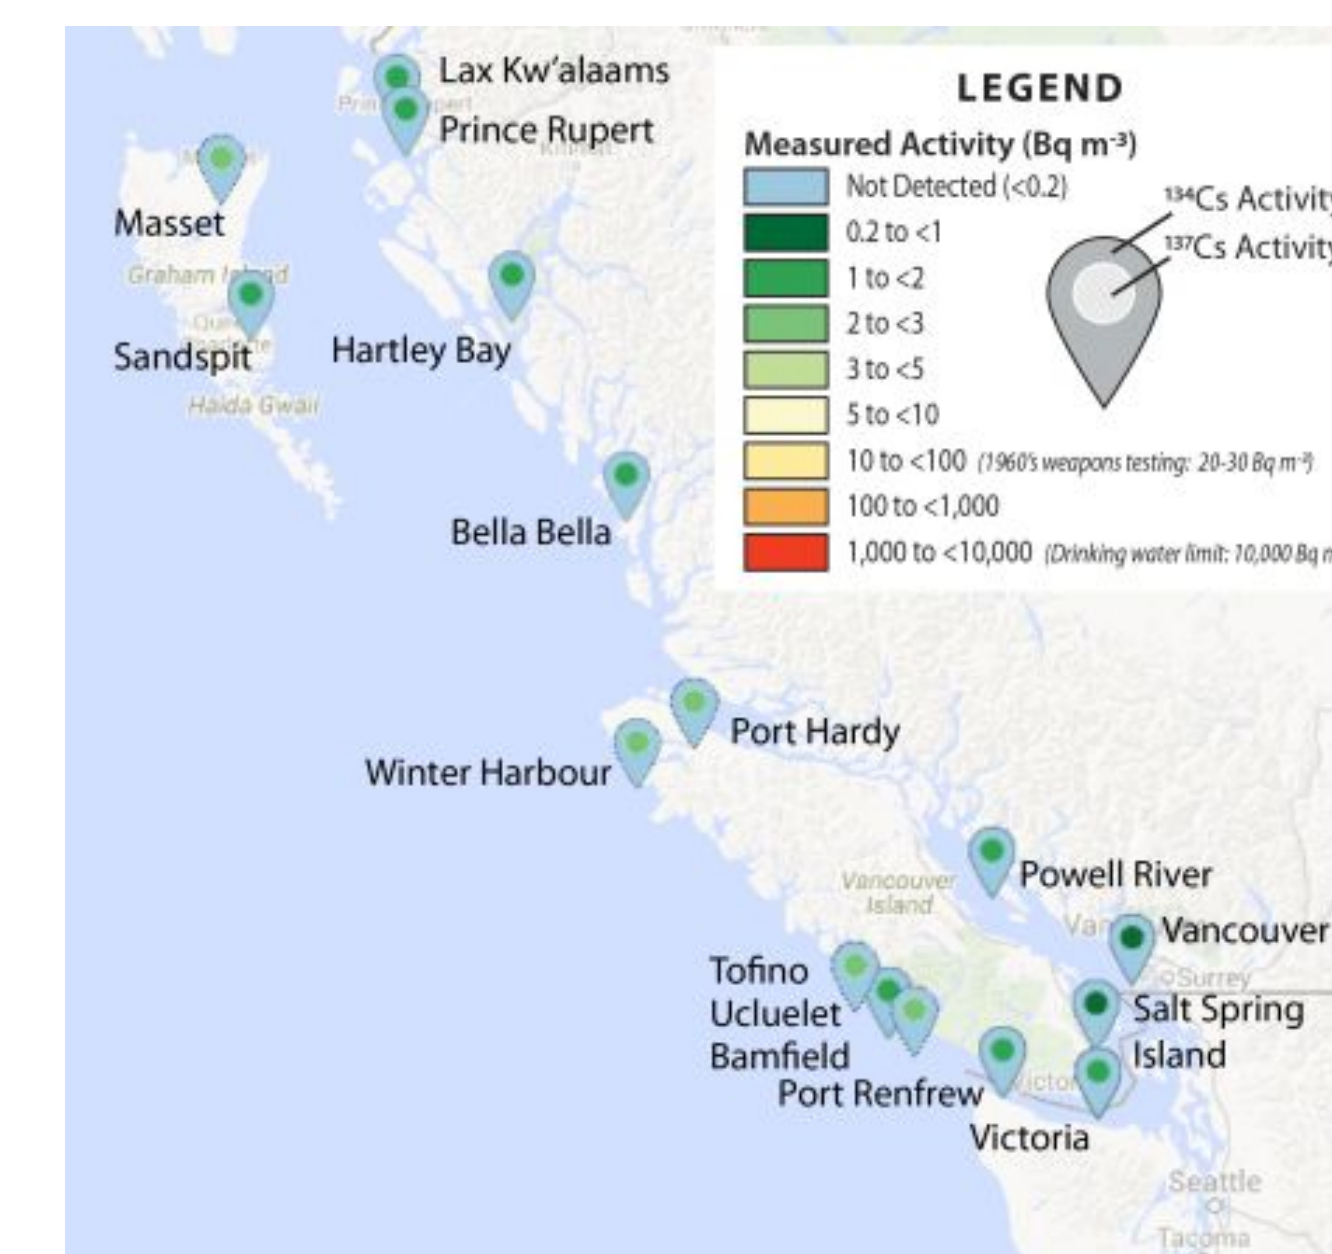 Lax Kw'alaams
Prince Rupert
Masset
Graham Island
Sandspit
Haida Gwaii
Hartley Bay
Bella Bella
LEGEND
Measured Activity (Bq m⁻³)
Not Detected (<0.2)
0.2 to <1
1 to <2
2 to <3
3 to <5
5 to <10
10 to <100 (1960's weapons testing: 20-30 Bq m⁻³)
100 to <1,000
1,000 to <10,000 (Drinking water limit: 10,000 Bq m
¹³⁴Cs Activity
¹³⁷Cs Activity
Port Hardy
Winter Harbour
Vancouver
Island
Powell River
Vancouver
Surrey
Tofino
Ucluelet
Bamfield
Port Renfrew
Salt Spring
Island
Victoria
Seattle
Tacoma